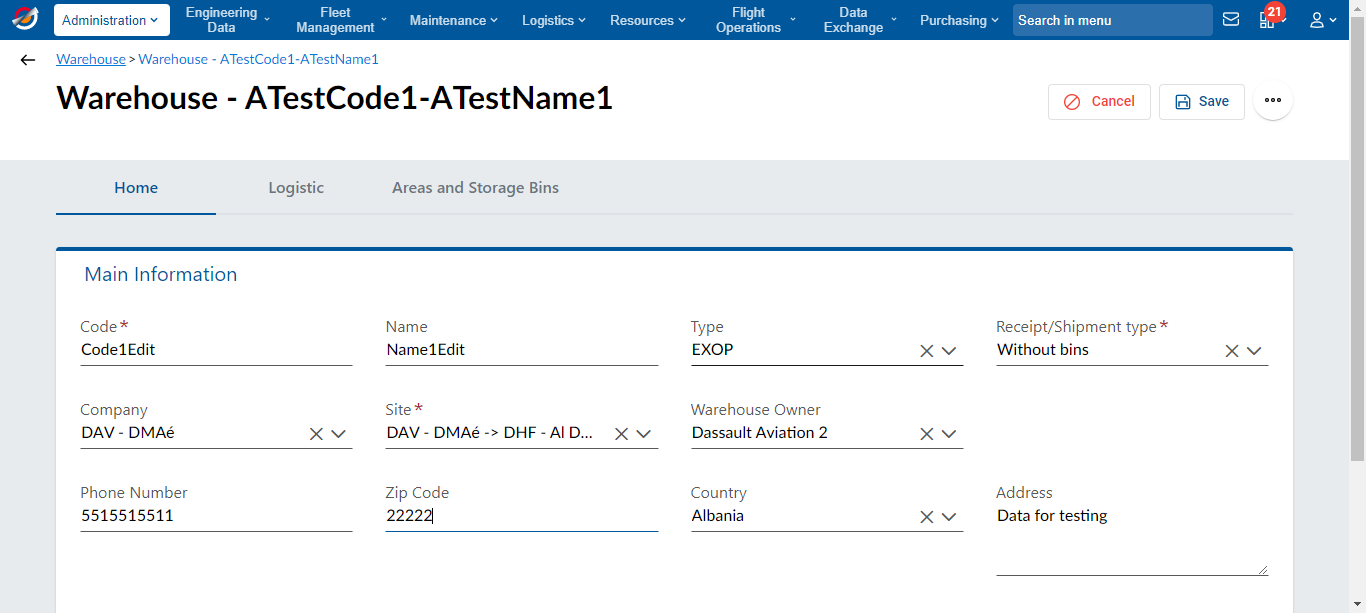 Administration
Engineering Data
Fleet Management
Maintenance
Logistics
Resources
Flight Operations
Data Exchange
Purchasing
Search in menu
21
Warehouse > Warehouse - ATestCode1-ATestName1
Warehouse - ATestCode1-ATestName1
Cancel
Save
Home
Logistic
Areas and Storage Bins
Main Information
Code*
Name
Type
Receipt/Shipment type*
Code1Edit
Name1Edit
EXOP
Without bins
Company
Site*
Warehouse Owner
DAV - DMAé
DAV - DMAé -> DHF - Al D...
Dassault Aviation 2
Phone Number
Zip Code
Country
Address
5515515511
22222
Albania
Data for testing